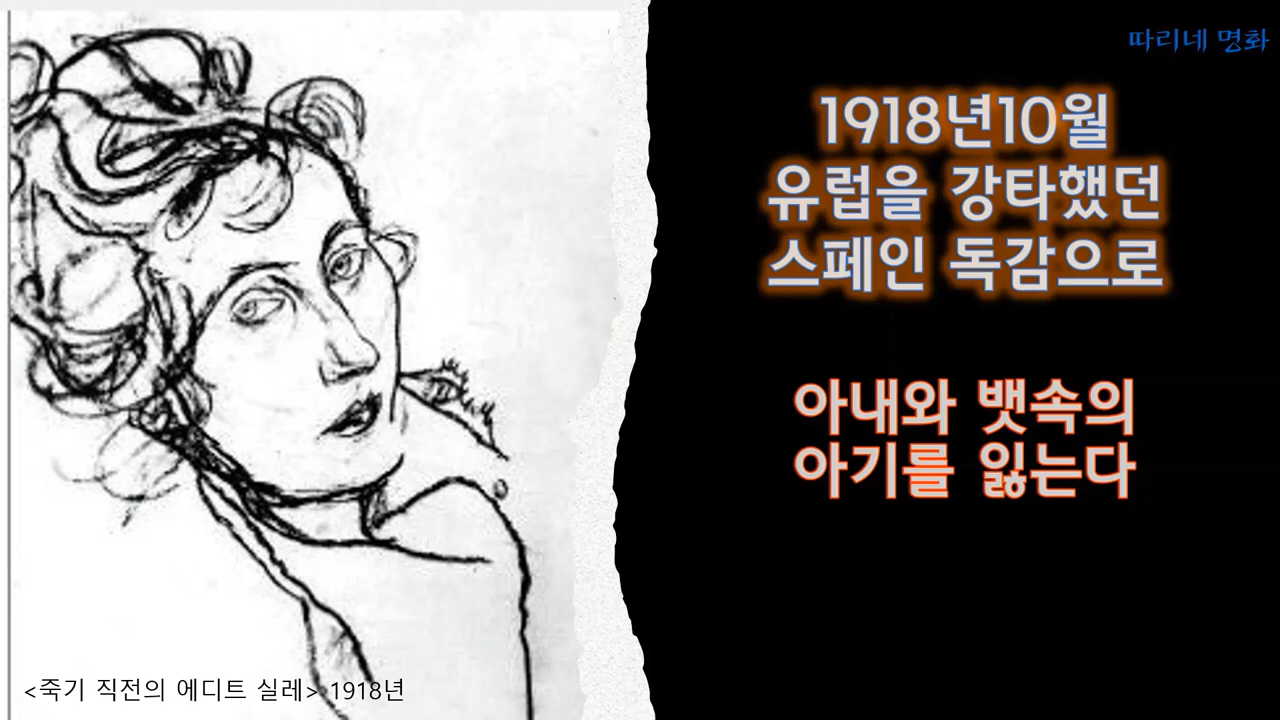 따리네 명화
1918년10월
유럽을 강타했던
스페인 독감으로
아내와 뱃속의
아기를 잃는다
<죽기 직전의 에디트 실레> 1918년